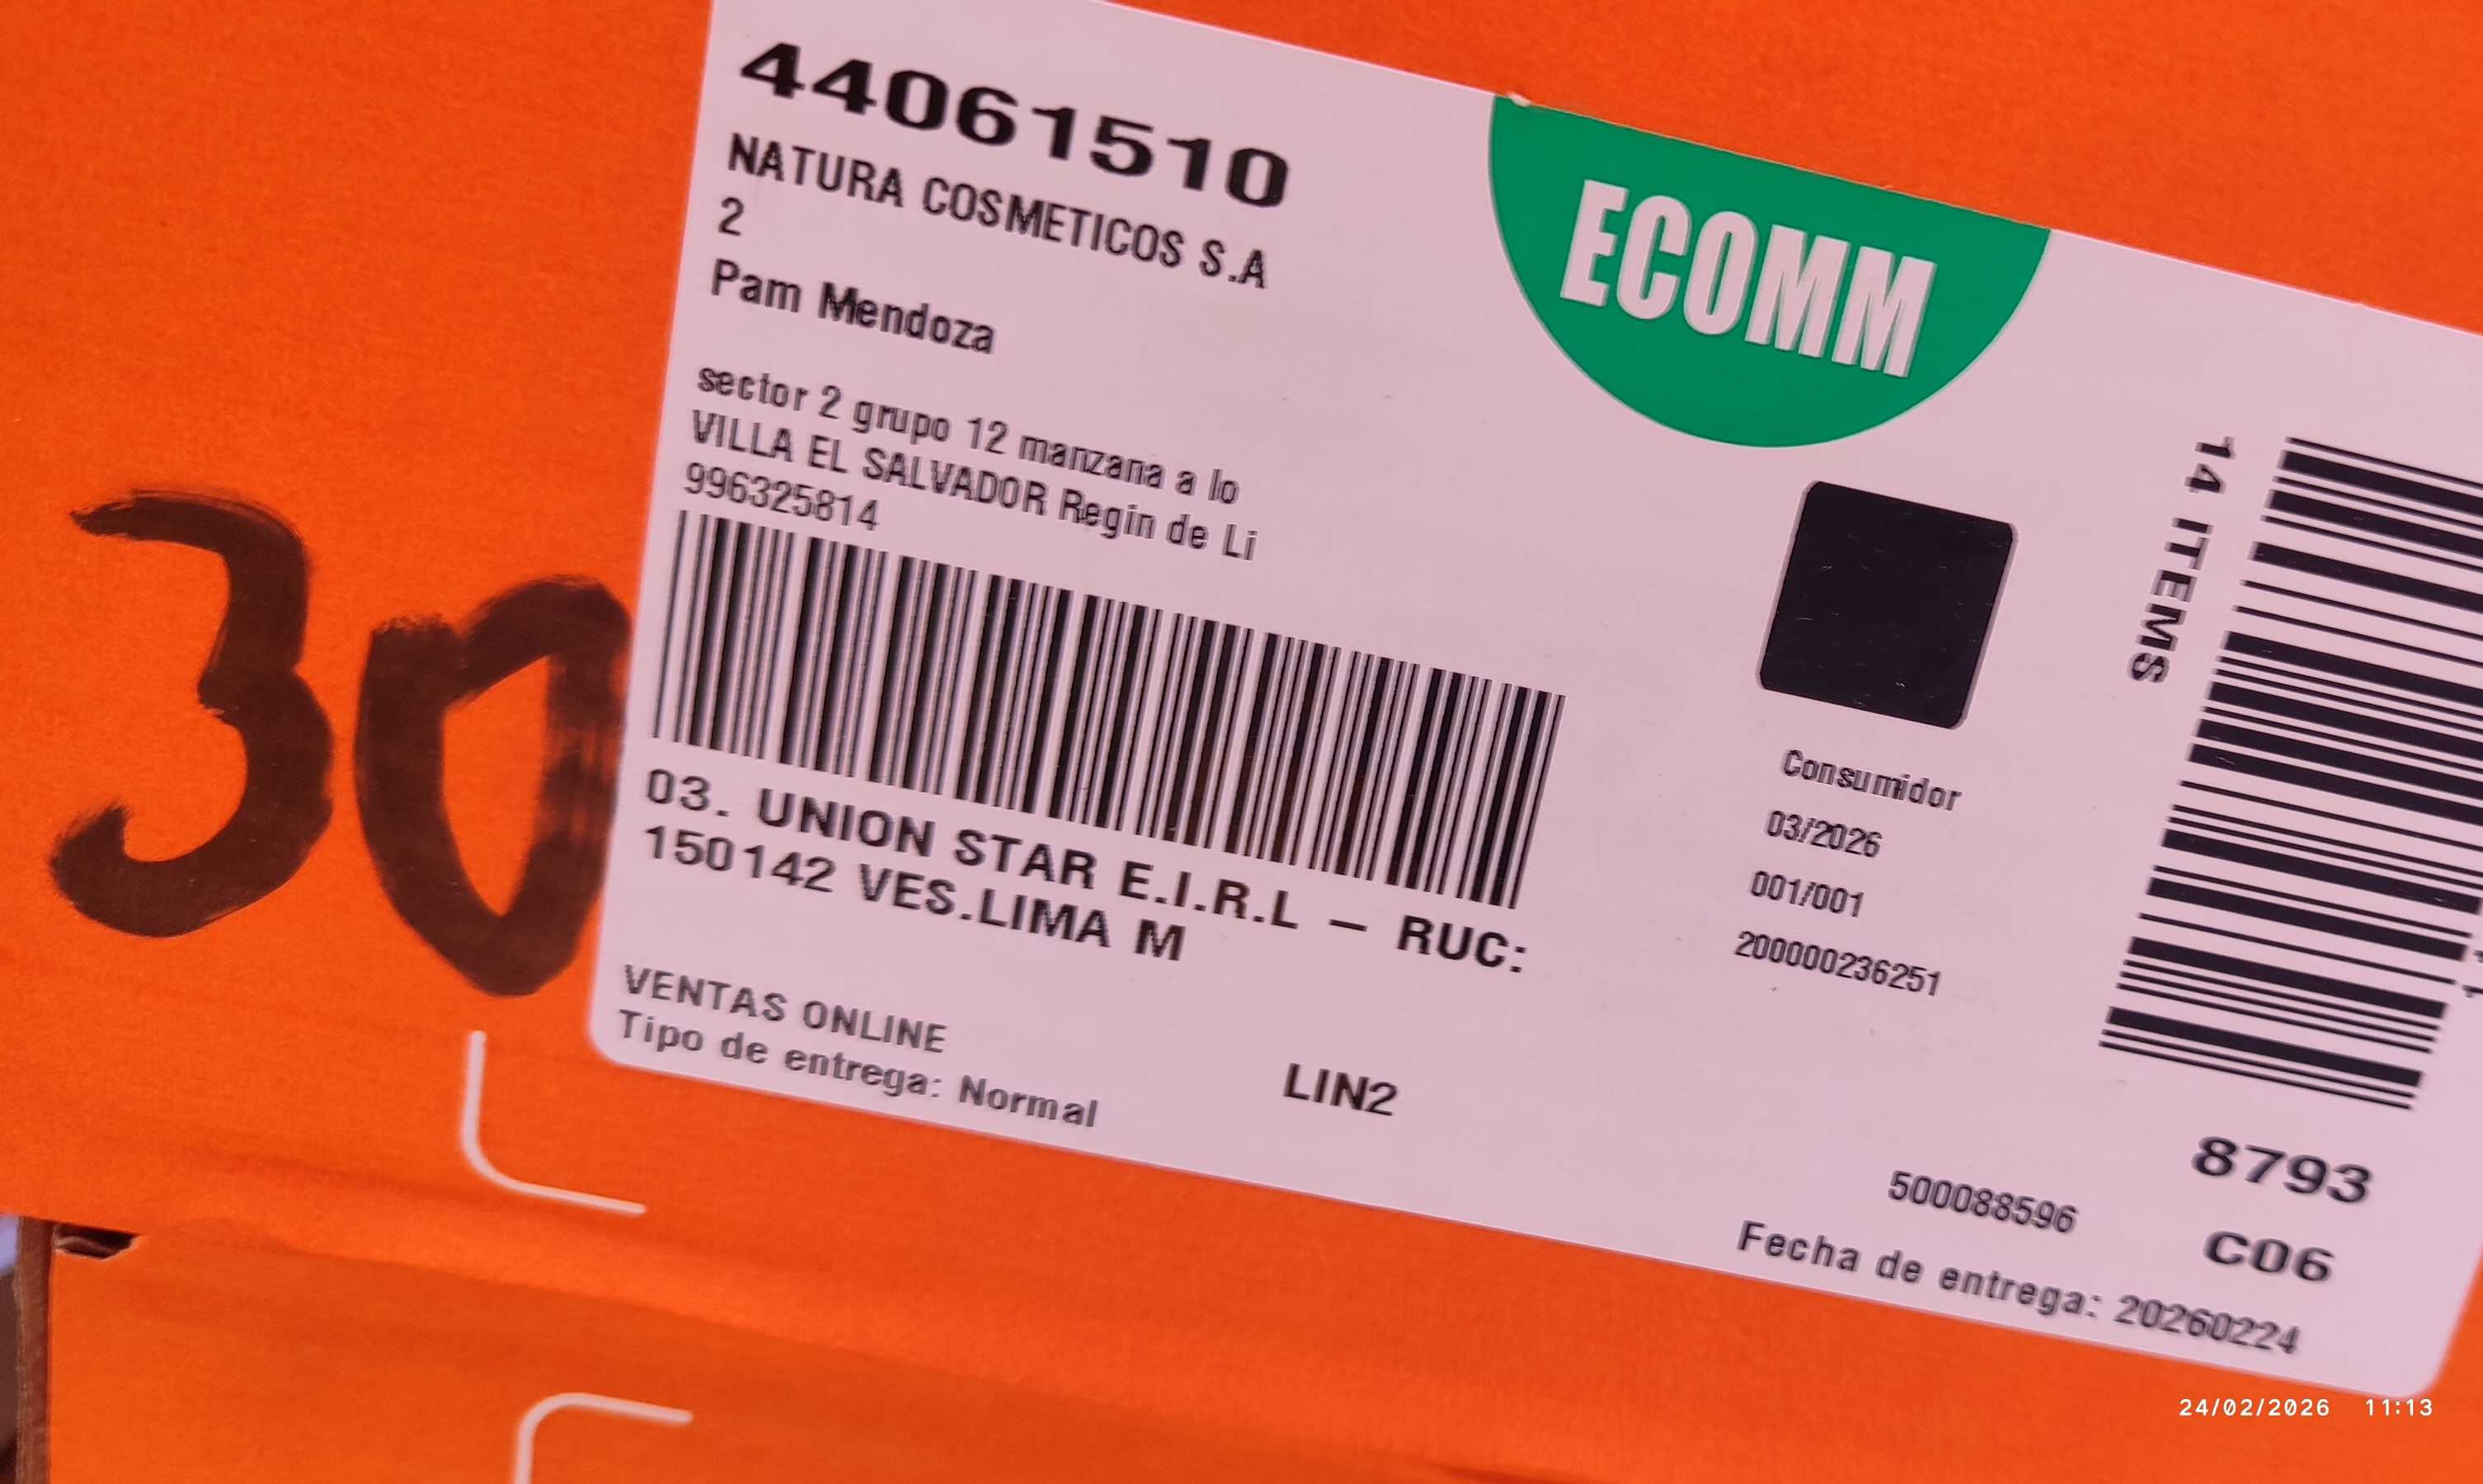 44061510
NATURA COSMETICOS S.A
2
Pam Mendoza
sector 2 grupo 12 manzana a lo
VILLA EL SALVADOR Regin de Li
996325814
03. UNION STAR E.I.R.L - RUC:
150142 VES.LIMA M
VENTAS ONLINE
Tipo de entrega: Normal
LIN2
ECOMM
14 ITEMS
Consumidor
03/2026
001/001
200000236251
8793
500088596
C06
Fecha de entrega: 20260224
30
24/02/2026 11:13